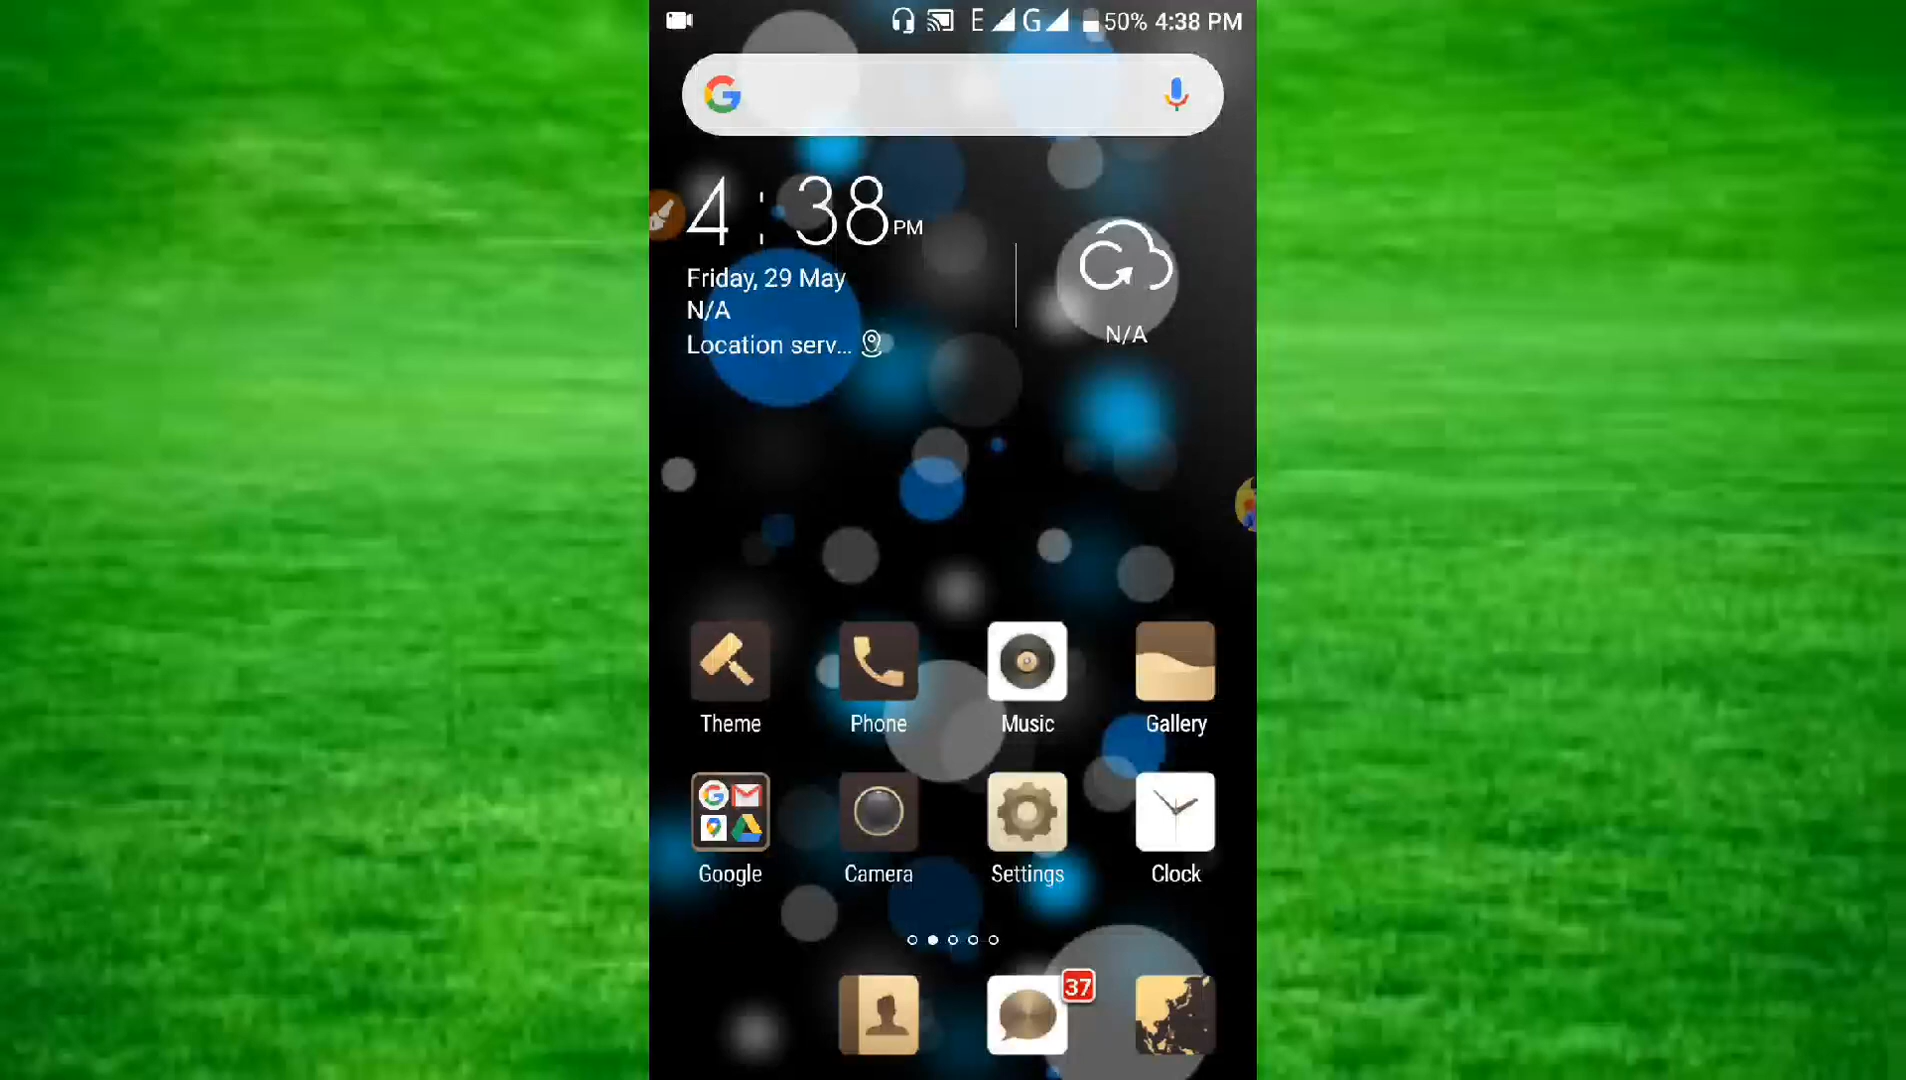 E G 50% 4:38 PM
4:38 PM
Friday, 29 May
N/A
Location serv...
N/A
Theme Phone Music Gallery
Google Camera Settings Clock
37